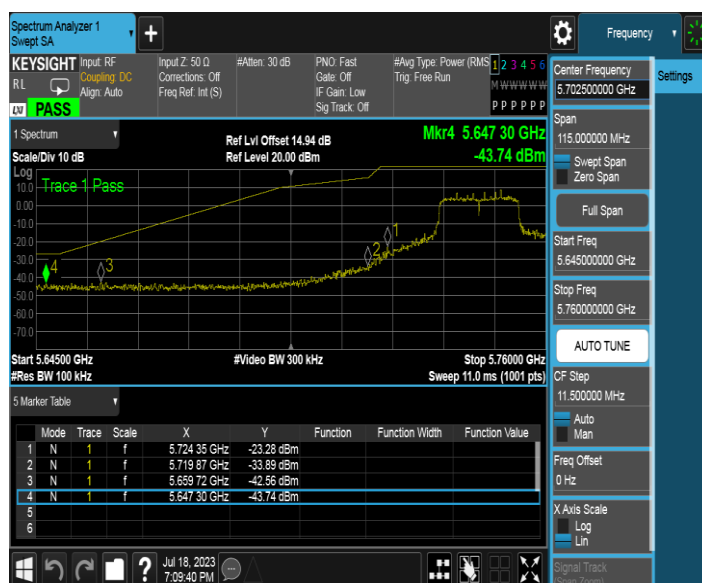 Spectrum Analyzer 1
Swept SA
Frequency
KEYSIGHT Input: RF
Coupling: DC
Align: Auto
RL
LXI PASS
Input Z: 50 Ω
Corrections: Off
Freq Ref: Int (S)
#Atten: 30 dB
PNO: Fast
Gate: Off
IF Gain: Low
Sig Track: Off
#Avg Type: Power (RMS
Trig: Free Run
1 2 3 4 5 6
M W W W W W
P P P P P P
Center Frequency
5.702500000 GHz
Settings
Span
115.000000 MHz
Swept Span
Zero Span
Full Span
Start Freq
5.645000000 GHz
Stop Freq
5.760000000 GHz
AUTO TUNE
CF Step
11.500000 MHz
Auto
Man
Freq Offset
0 Hz
X Axis Scale
Log
Lin
Signal Track
(Span Zoom)
1 Spectrum
Scale/Div 10 dB
Ref Lvl Offset 14.94 dB
Ref Level 20.00 dBm
Mkr4 5.647 30 GHz
-43.74 dBm
Log
Trace 1 Pass
10.0
0.00
-10.0
-20.0
-30.0
-40.0
-50.0
-60.0
-70.0
4
3
2
1
Start 5.64500 GHz
#Res BW 100 kHz
#Video BW 300 kHz
Stop 5.76000 GHz
Sweep 11.0 ms (1001 pts)
5 Marker Table
Mode Trace Scale X Y Function Function Width Function Value
1 N 1 f 5.724 35 GHz -23.28 dBm
2 N 1 f 5.719 87 GHz -33.89 dBm
3 N 1 f 5.659 72 GHz -42.56 dBm
4 N 1 f 5.647 30 GHz -43.74 dBm
5
6
?
Jul 18, 2023
7:09:40 PM